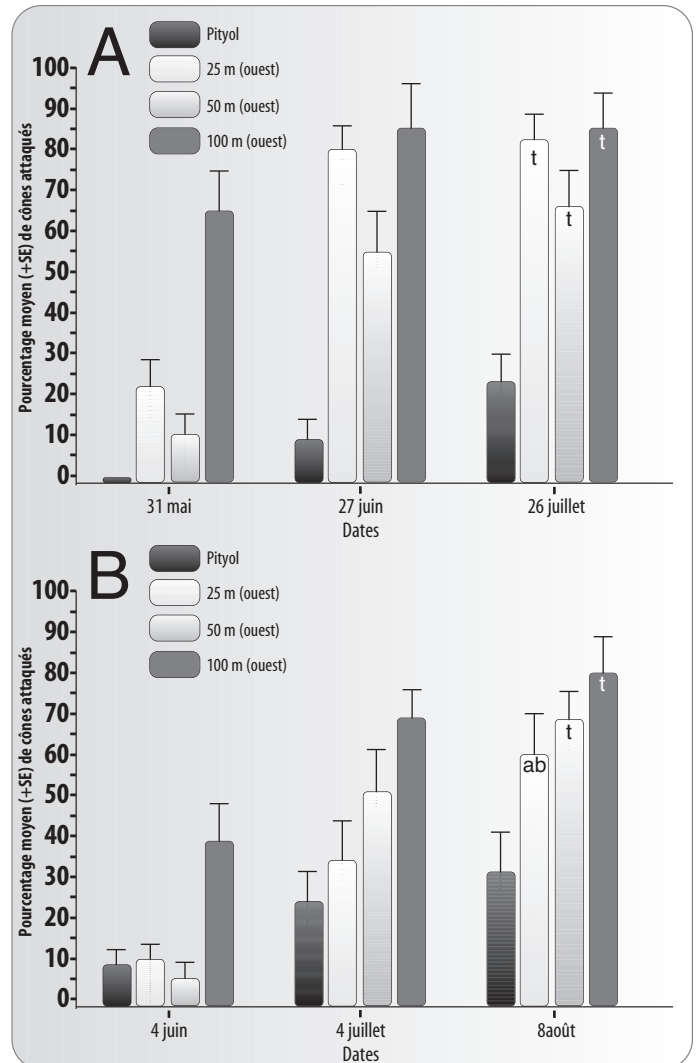 A
Pityol
25 m (ouest)
50 m (ouest)
100 m (ouest)
Pourcentage moyen (+SE) de cônes attaqués
100
90
80
70
60
50
40
30
20
10
0
t
t
t
31 mai
27 juin
26 juillet
Dates
B
Pityol
25 m (ouest)
50 m (ouest)
100 m (ouest)
Pourcentage moyen (+SE) de cônes attaqués
100
90
80
70
60
50
40
30
20
10
0
ab
t
t
4 juin
4 juillet
8août
Dates